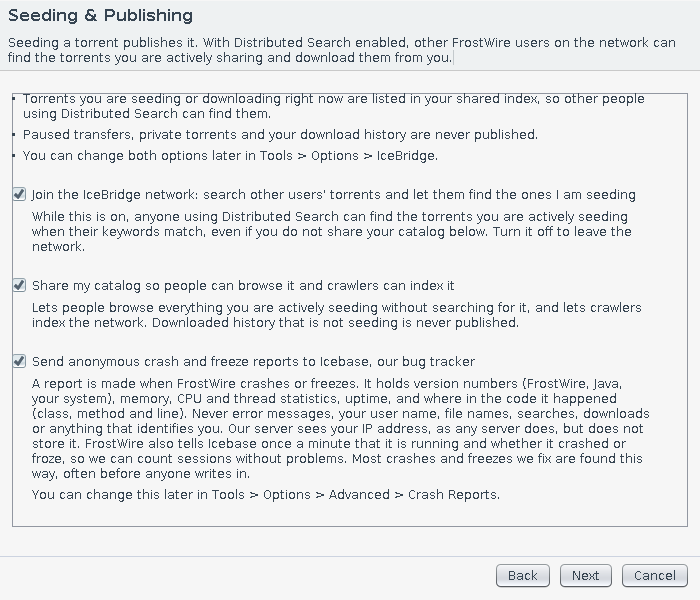 Seeding & Publishing
Seeding a torrent publishes it. With Distributed Search enabled, other FrostWire users on the network can
find the torrents you are actively sharing and download them from you.
• Torrents you are seeding or downloading right now are listed in your shared index, so other people
using Distributed Search can find them.
• Paused transfers, private torrents and your download history are never published.
• You can change both options later in Tools > Options > IceBridge.
Join the IceBridge network: search other users' torrents and let them find the ones I am seeding
While this is on, anyone using Distributed Search can find the torrents you are actively seeding
when their keywords match, even if you do not share your catalog below. Turn it off to leave the
network.
Share my catalog so people can browse it and crawlers can index it
Lets people browse everything you are actively seeding without searching for it, and lets crawlers
index the network. Downloaded history that is not seeding is never published.
Send anonymous crash and freeze reports to Icebase, our bug tracker
A report is made when FrostWire crashes or freezes. It holds version numbers (FrostWire, Java,
your system), memory, CPU and thread statistics, uptime, and where in the code it happened
(class, method and line). Never error messages, your user name, file names, searches, downloads
or anything that identifies you. Our server sees your IP address, as any server does, but does not
store it. FrostWire also tells Icebase once a minute that it is running and whether it crashed or
froze, so we can count sessions without problems. Most crashes and freezes we fix are found this
way, often before anyone writes in.
You can change this later in Tools > Options > Advanced > Crash Reports.
Back
Next
Cancel